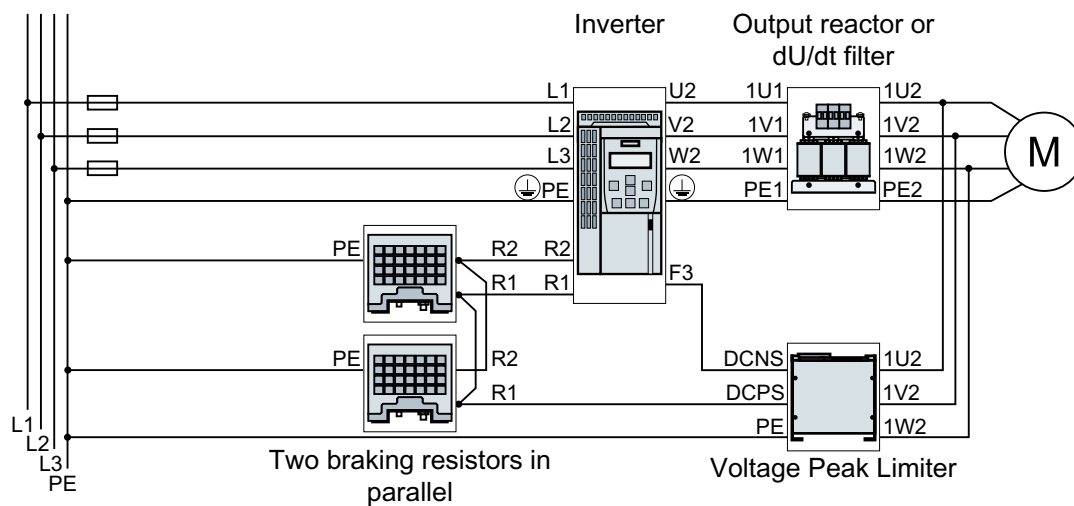 Inverter
Output reactor or
dU/dt filter
L1 U2 1U1 1U2
L2 V2 1V1 1V2
L3 W2 1W1 1W2
PE PE1 PE2
M
PE R2 R2
R1 R1
F3
PE R2 DCNS 1U2
R1 DCPS 1V2
PE 1W2
L1
L2
L3
PE
Two braking resistors in
parallel
Voltage Peak Limiter